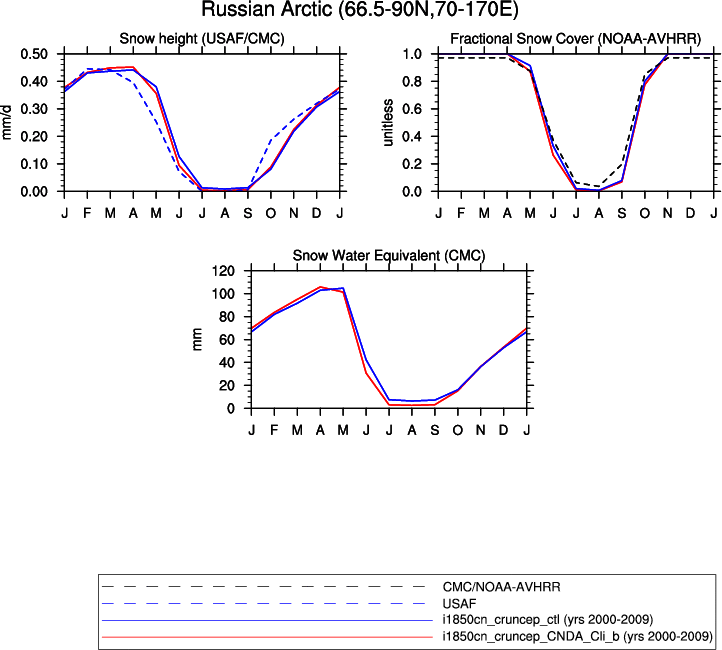 Russian Arctic (66.5-90N,70-170E)
Snow height (USAF/CMC)
mm/d
0.50
0.40
0.30
0.20
0.10
0.00
J F M A M J J A S O N D J
Fractional Snow Cover (NOAA-AVHRR)
unitless
1.0
0.8
0.6
0.4
0.2
0.0
J F M A M J J A S O N D J
Snow Water Equivalent (CMC)
mm
120
100
80
60
40
20
0
J F M A M J J A S O N D J
CMC/NOAA-AVHRR
USAF
i1850cn_cruncep_ctl (yrs 2000-2009)
i1850cn_cruncep_CNDA_Cli_b (yrs 2000-2009)